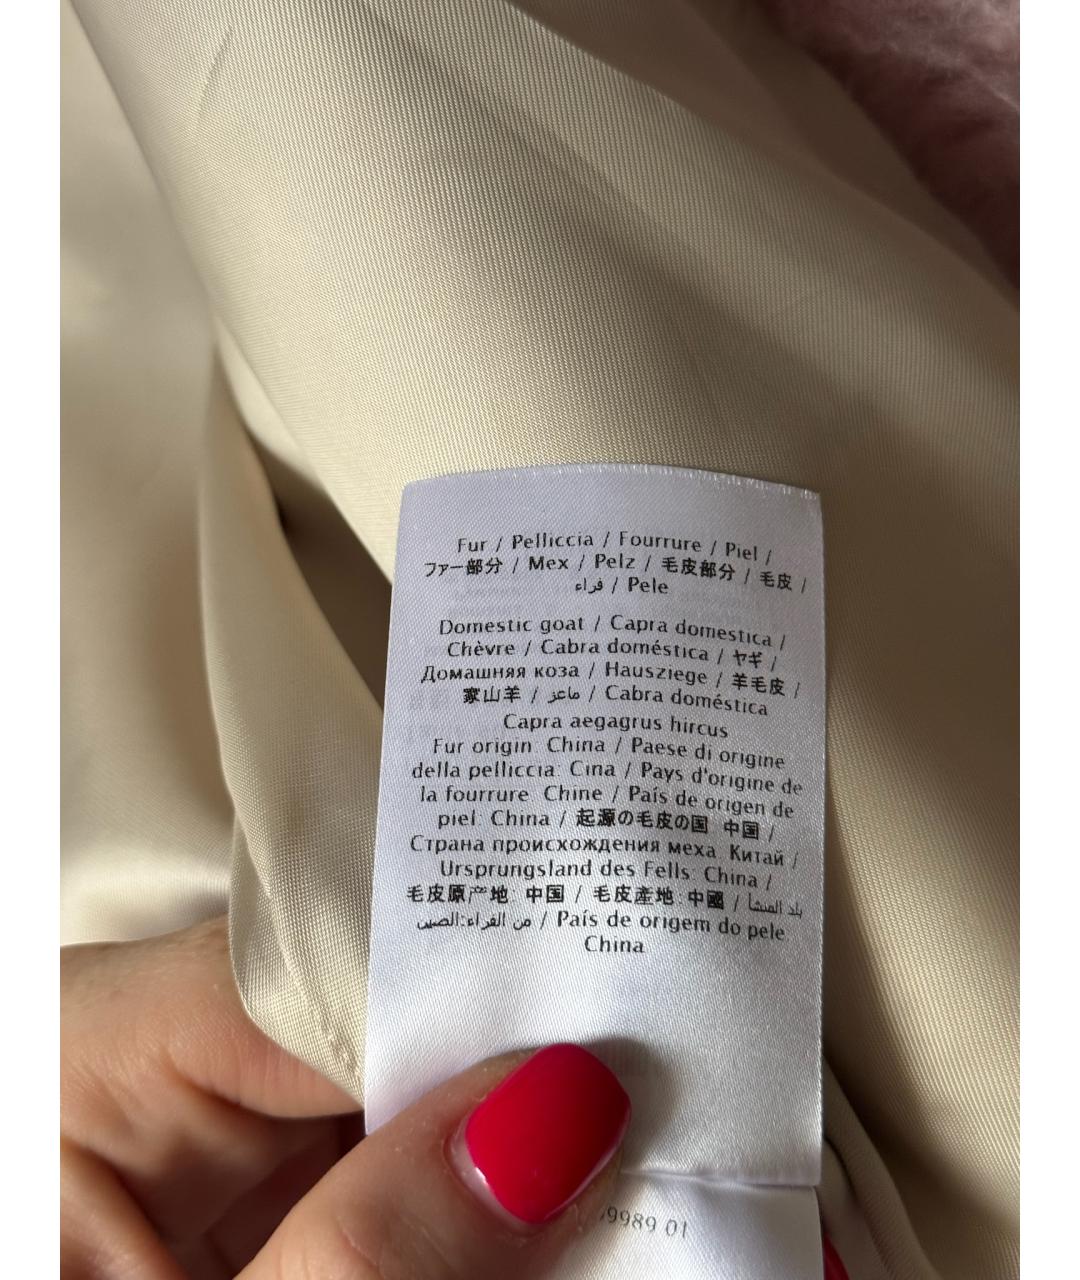 Fur / Pelliccia / Fourrure / Piel /
ファー部分 / Mex / Pelz / 毛皮部分 / 毛皮 /
فراء / Pele
Domestic goat / Capra domestica /
Chèvre / Cabra doméstica / ヤギ /
Домашняя коза / Hausziege / 羊毛皮 /
家山羊 / ماعز / Cabra doméstica
Capra aegagrus hircus
Fur origin: China / Paese di origine
della pelliccia: Cina / Pays d'origine de
la fourrure: Chine / País de origen de
piel: China / 起源の毛皮の国 中国 /
Страна происхождения меха: Китай /
Ursprungsland des Fells: China /
毛皮原产地: 中国 / 毛皮產地: 中國 / بلد المنشأ
من الفراء:الصين / País de origem do pele:
China
9989 01